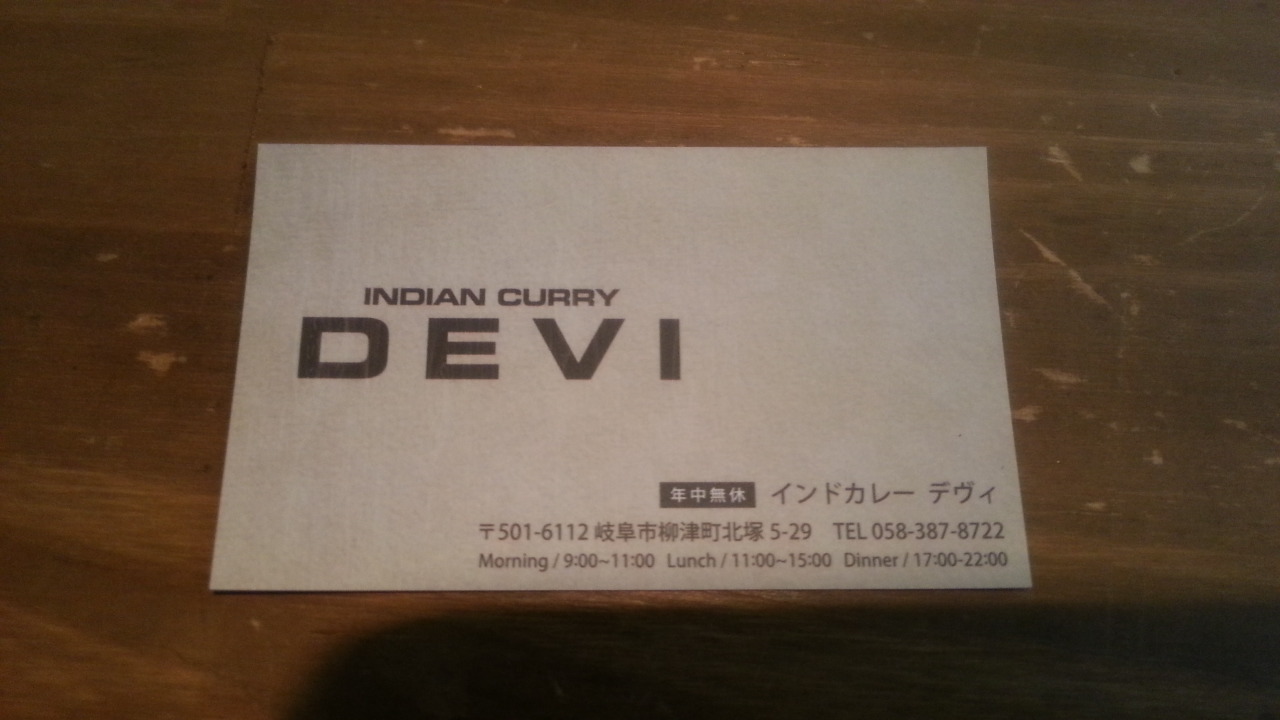 INDIAN CURRY
DEVI
年中無休 インドカレー デヴィ
〒501-6112 岐阜市柳津町北塚 5-29 TEL 058-387-8722
Morning / 9:00~11:00 Lunch / 11:00~15:00 Dinner / 17:00-22:00